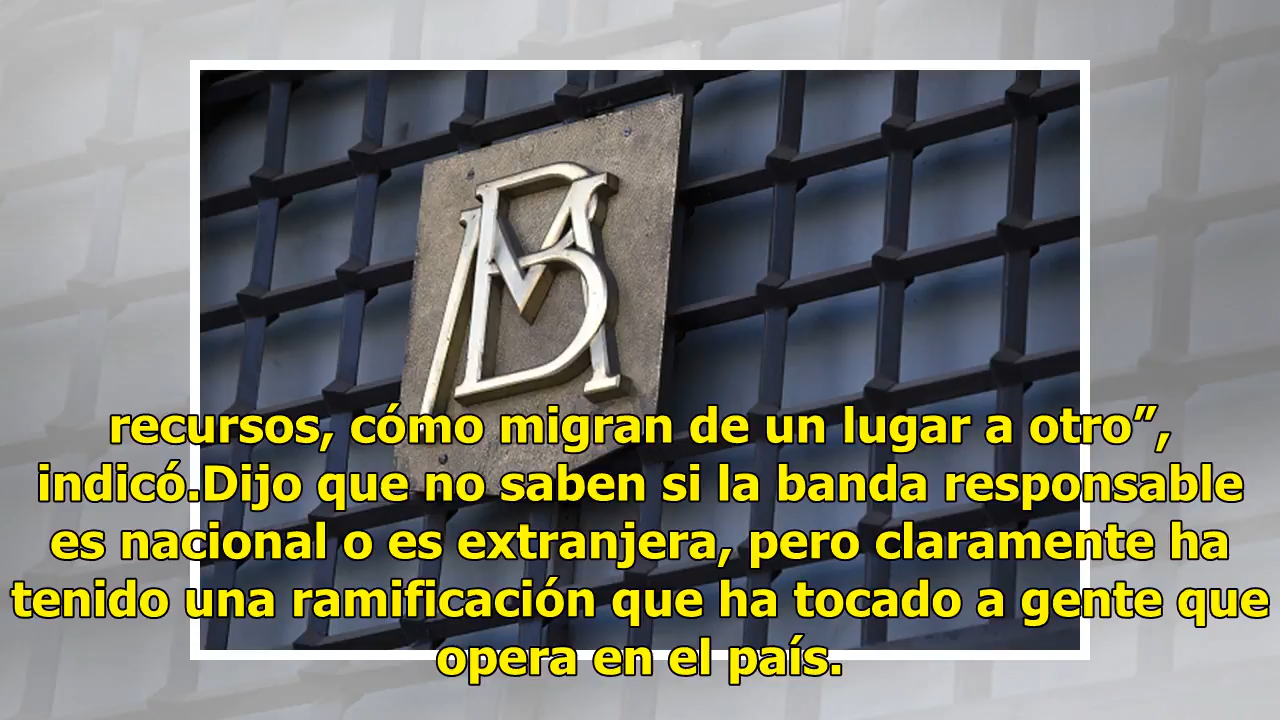 recursos, cómo migran de un lugar a otro”,
indicó.Dijo que no saben si la banda responsable
es nacional o es extranjera, pero claramente ha
tenido una ramificación que ha tocado a gente que
opera en el país.